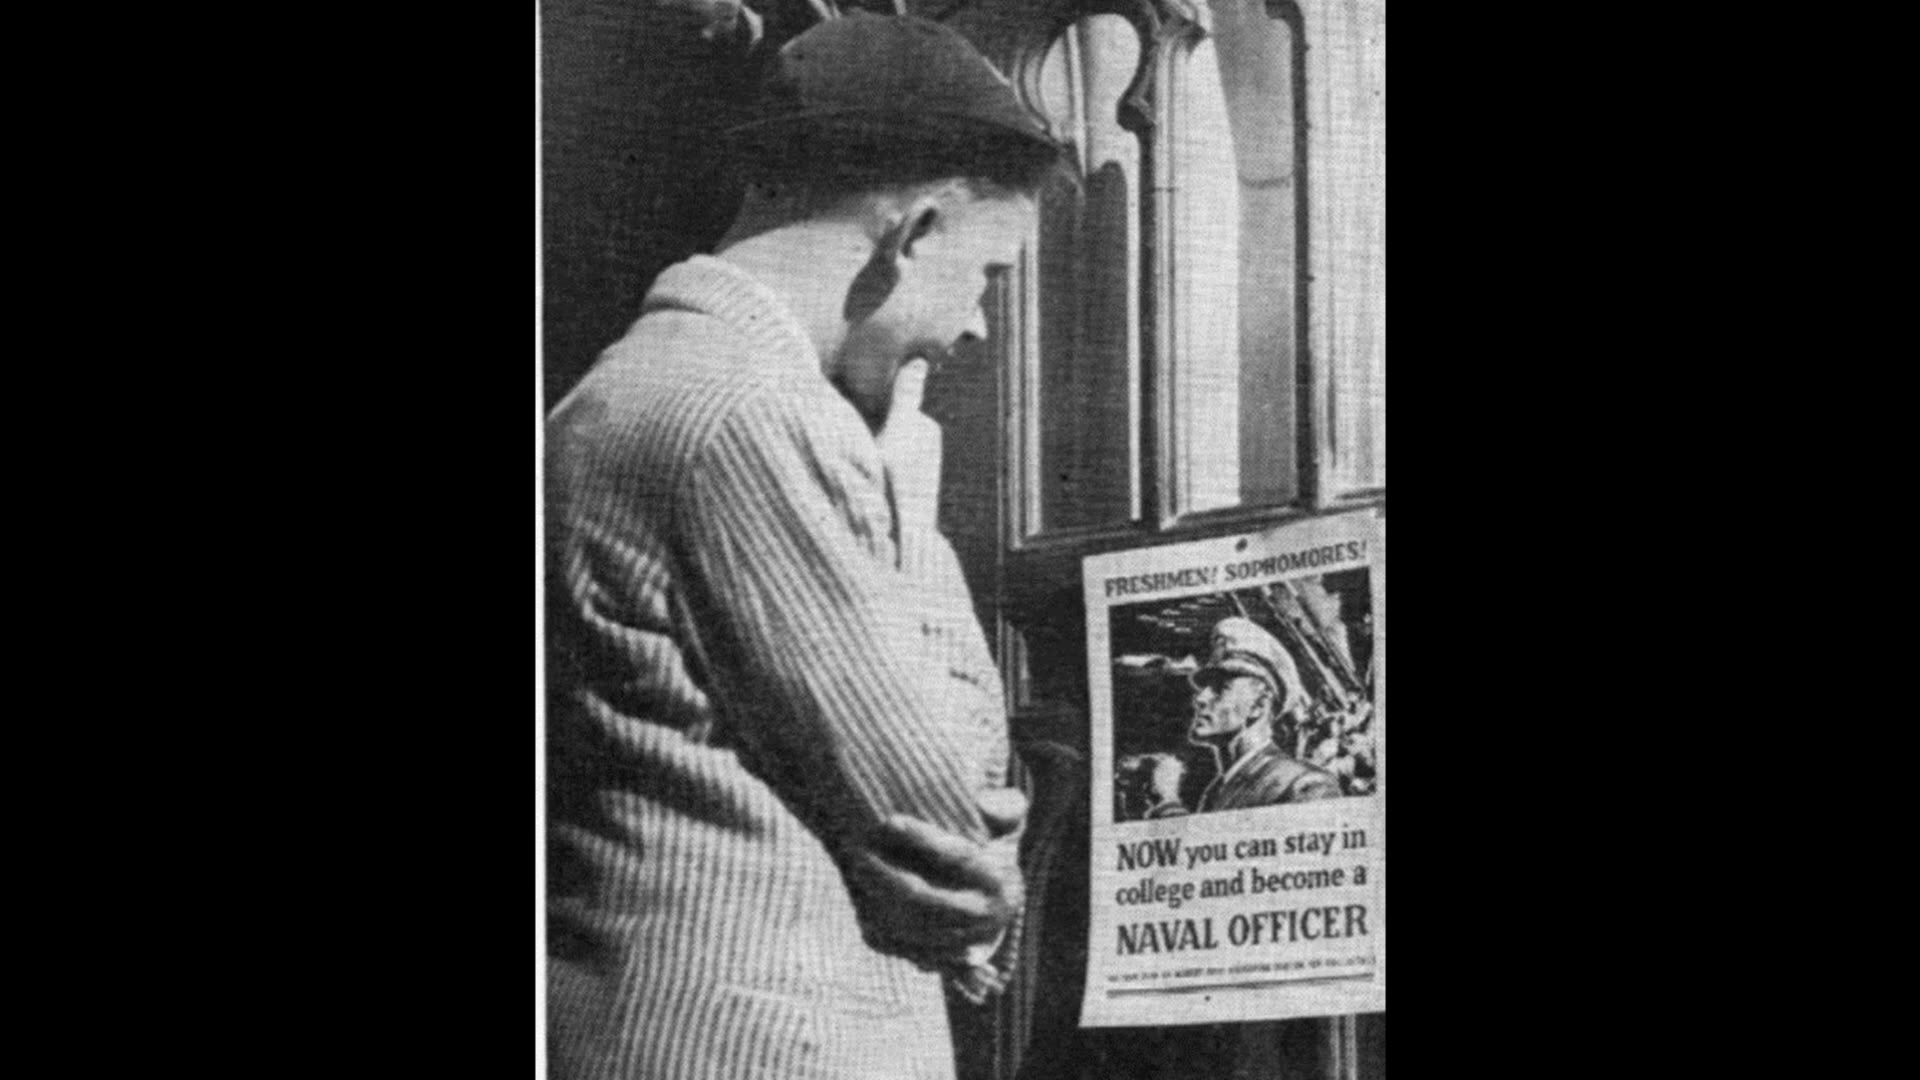 FRESHMEN! SOPHOMORES!
NOW you can stay in
college and become a
NAVAL OFFICER